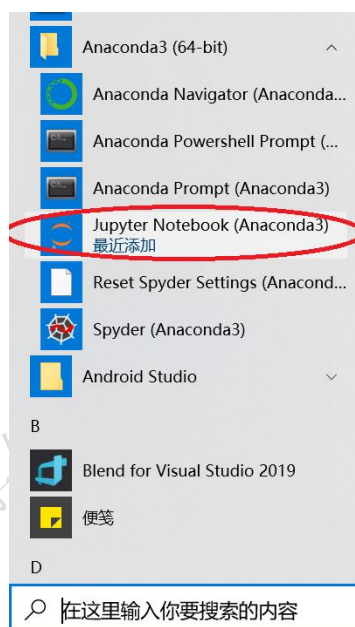 Anaconda3 (64-bit)
Anaconda Navigator (Anaconda...
Anaconda Powershell Prompt (...
Anaconda Prompt (Anaconda3)
Jupyter Notebook (Anaconda3)
最近添加
Reset Spyder Settings (Anacond...
Spyder (Anaconda3)
Android Studio
B
Blend for Visual Studio 2019
便笺
D
在这里输入你要搜索的内容